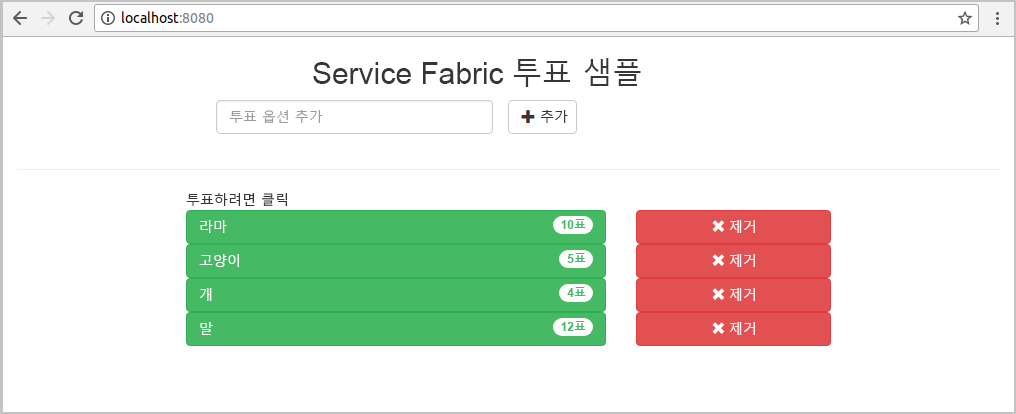 localhost:8080
Service Fabric 투표 샘플
투표 옵션 추가
추가
투표하려면 클릭
라마 10표 제거
고양이 5표 제거
개 4표 제거
말 12표 제거